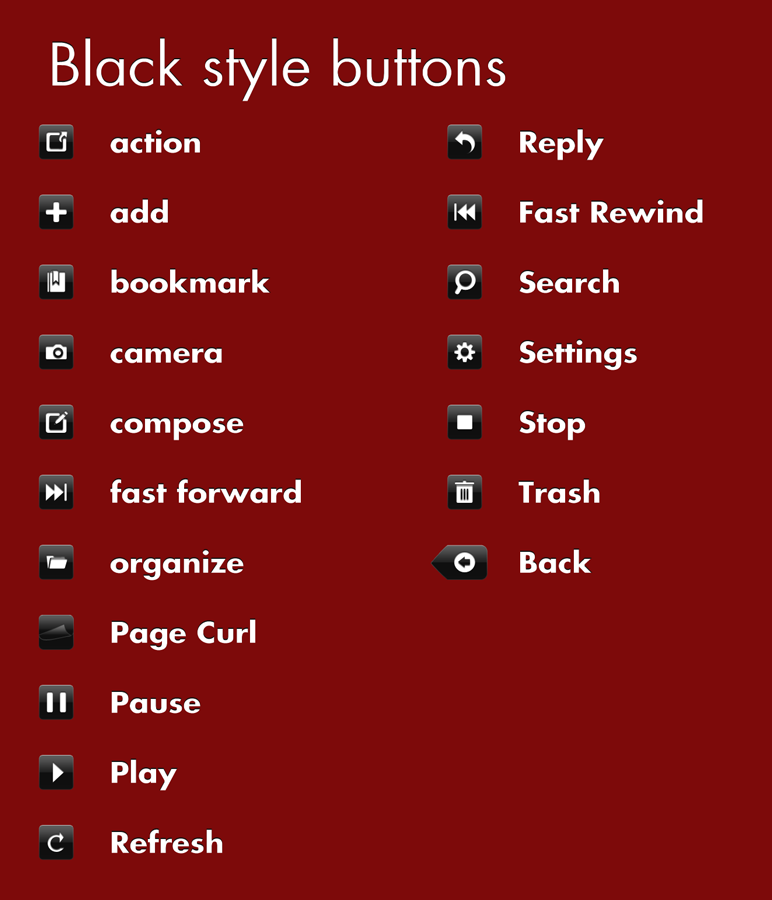 Black style buttons
action
add
bookmark
camera
compose
fast forward
organize
Page Curl
Pause
Play
Refresh
Reply
Fast Rewind
Search
Settings
Stop
Trash
Back